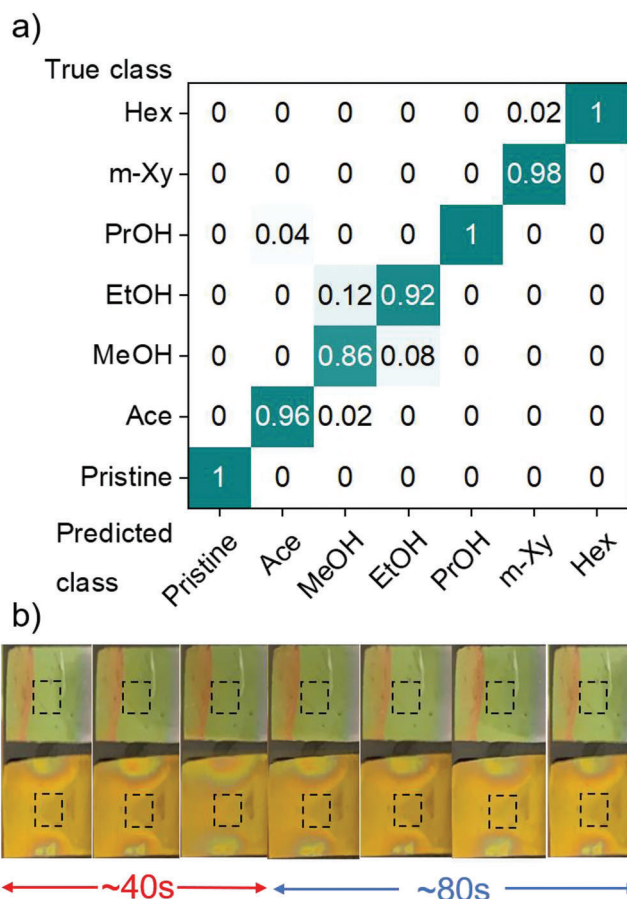 a)
True class
Hex 0 0 0 0 0 0.02 1
m-Xy 0 0 0 0 0 0.98 0
PrOH 0 0.04 0 0 1 0 0
EtOH 0 0 0.12 0.92 0 0 0
MeOH 0 0 0.86 0.08 0 0 0
Ace 0 0.96 0.02 0 0 0 0
Pristine 1 0 0 0 0 0 0
Predicted class
Pristine Ace MeOH EtOH PrOH m-Xy Hex
b)
~40s ~80s